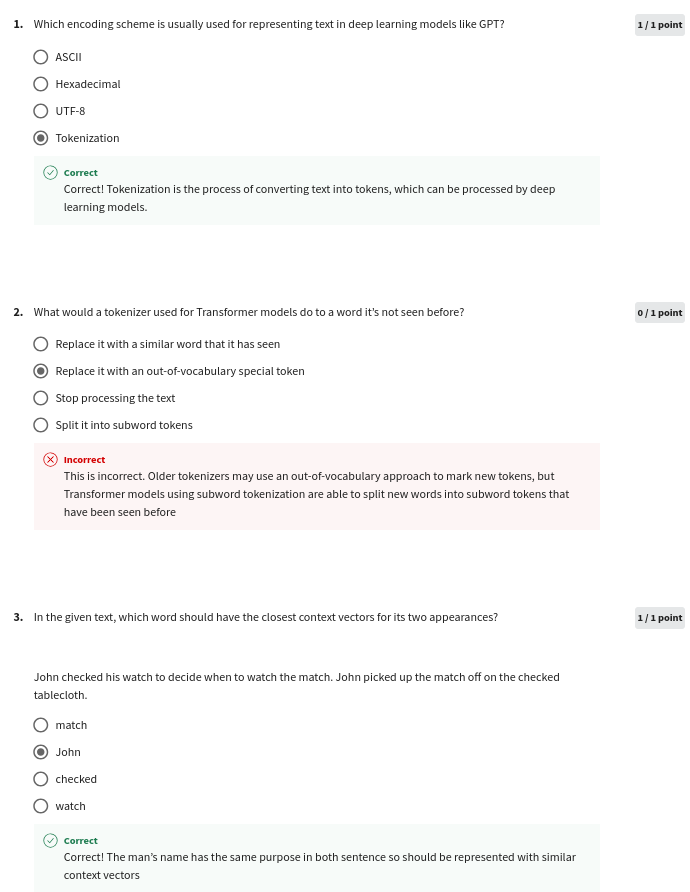 1. Which encoding scheme is usually used for representing text in deep learning models like GPT?
1 / 1 point
ASCII
Hexadecimal
UTF-8
Tokenization
Correct
Correct! Tokenization is the process of converting text into tokens, which can be processed by deep
learning models.
2. What would a tokenizer used for Transformer models do to a word it's not seen before?
0 / 1 point
Replace it with a similar word that it has seen
Replace it with an out-of-vocabulary special token
Stop processing the text
Split it into subword tokens
Incorrect
This is incorrect. Older tokenizers may use an out-of-vocabulary approach to mark new tokens, but
Transformer models using subword tokenization are able to split new words into subword tokens that
have been seen before
3. In the given text, which word should have the closest context vectors for its two appearances?
1 / 1 point
John checked his watch to decide when to watch the match. John picked up the match off on the checked
tablecloth.
match
John
checked
watch
Correct
Correct! The man's name has the same purpose in both sentence so should be represented with similar
context vectors